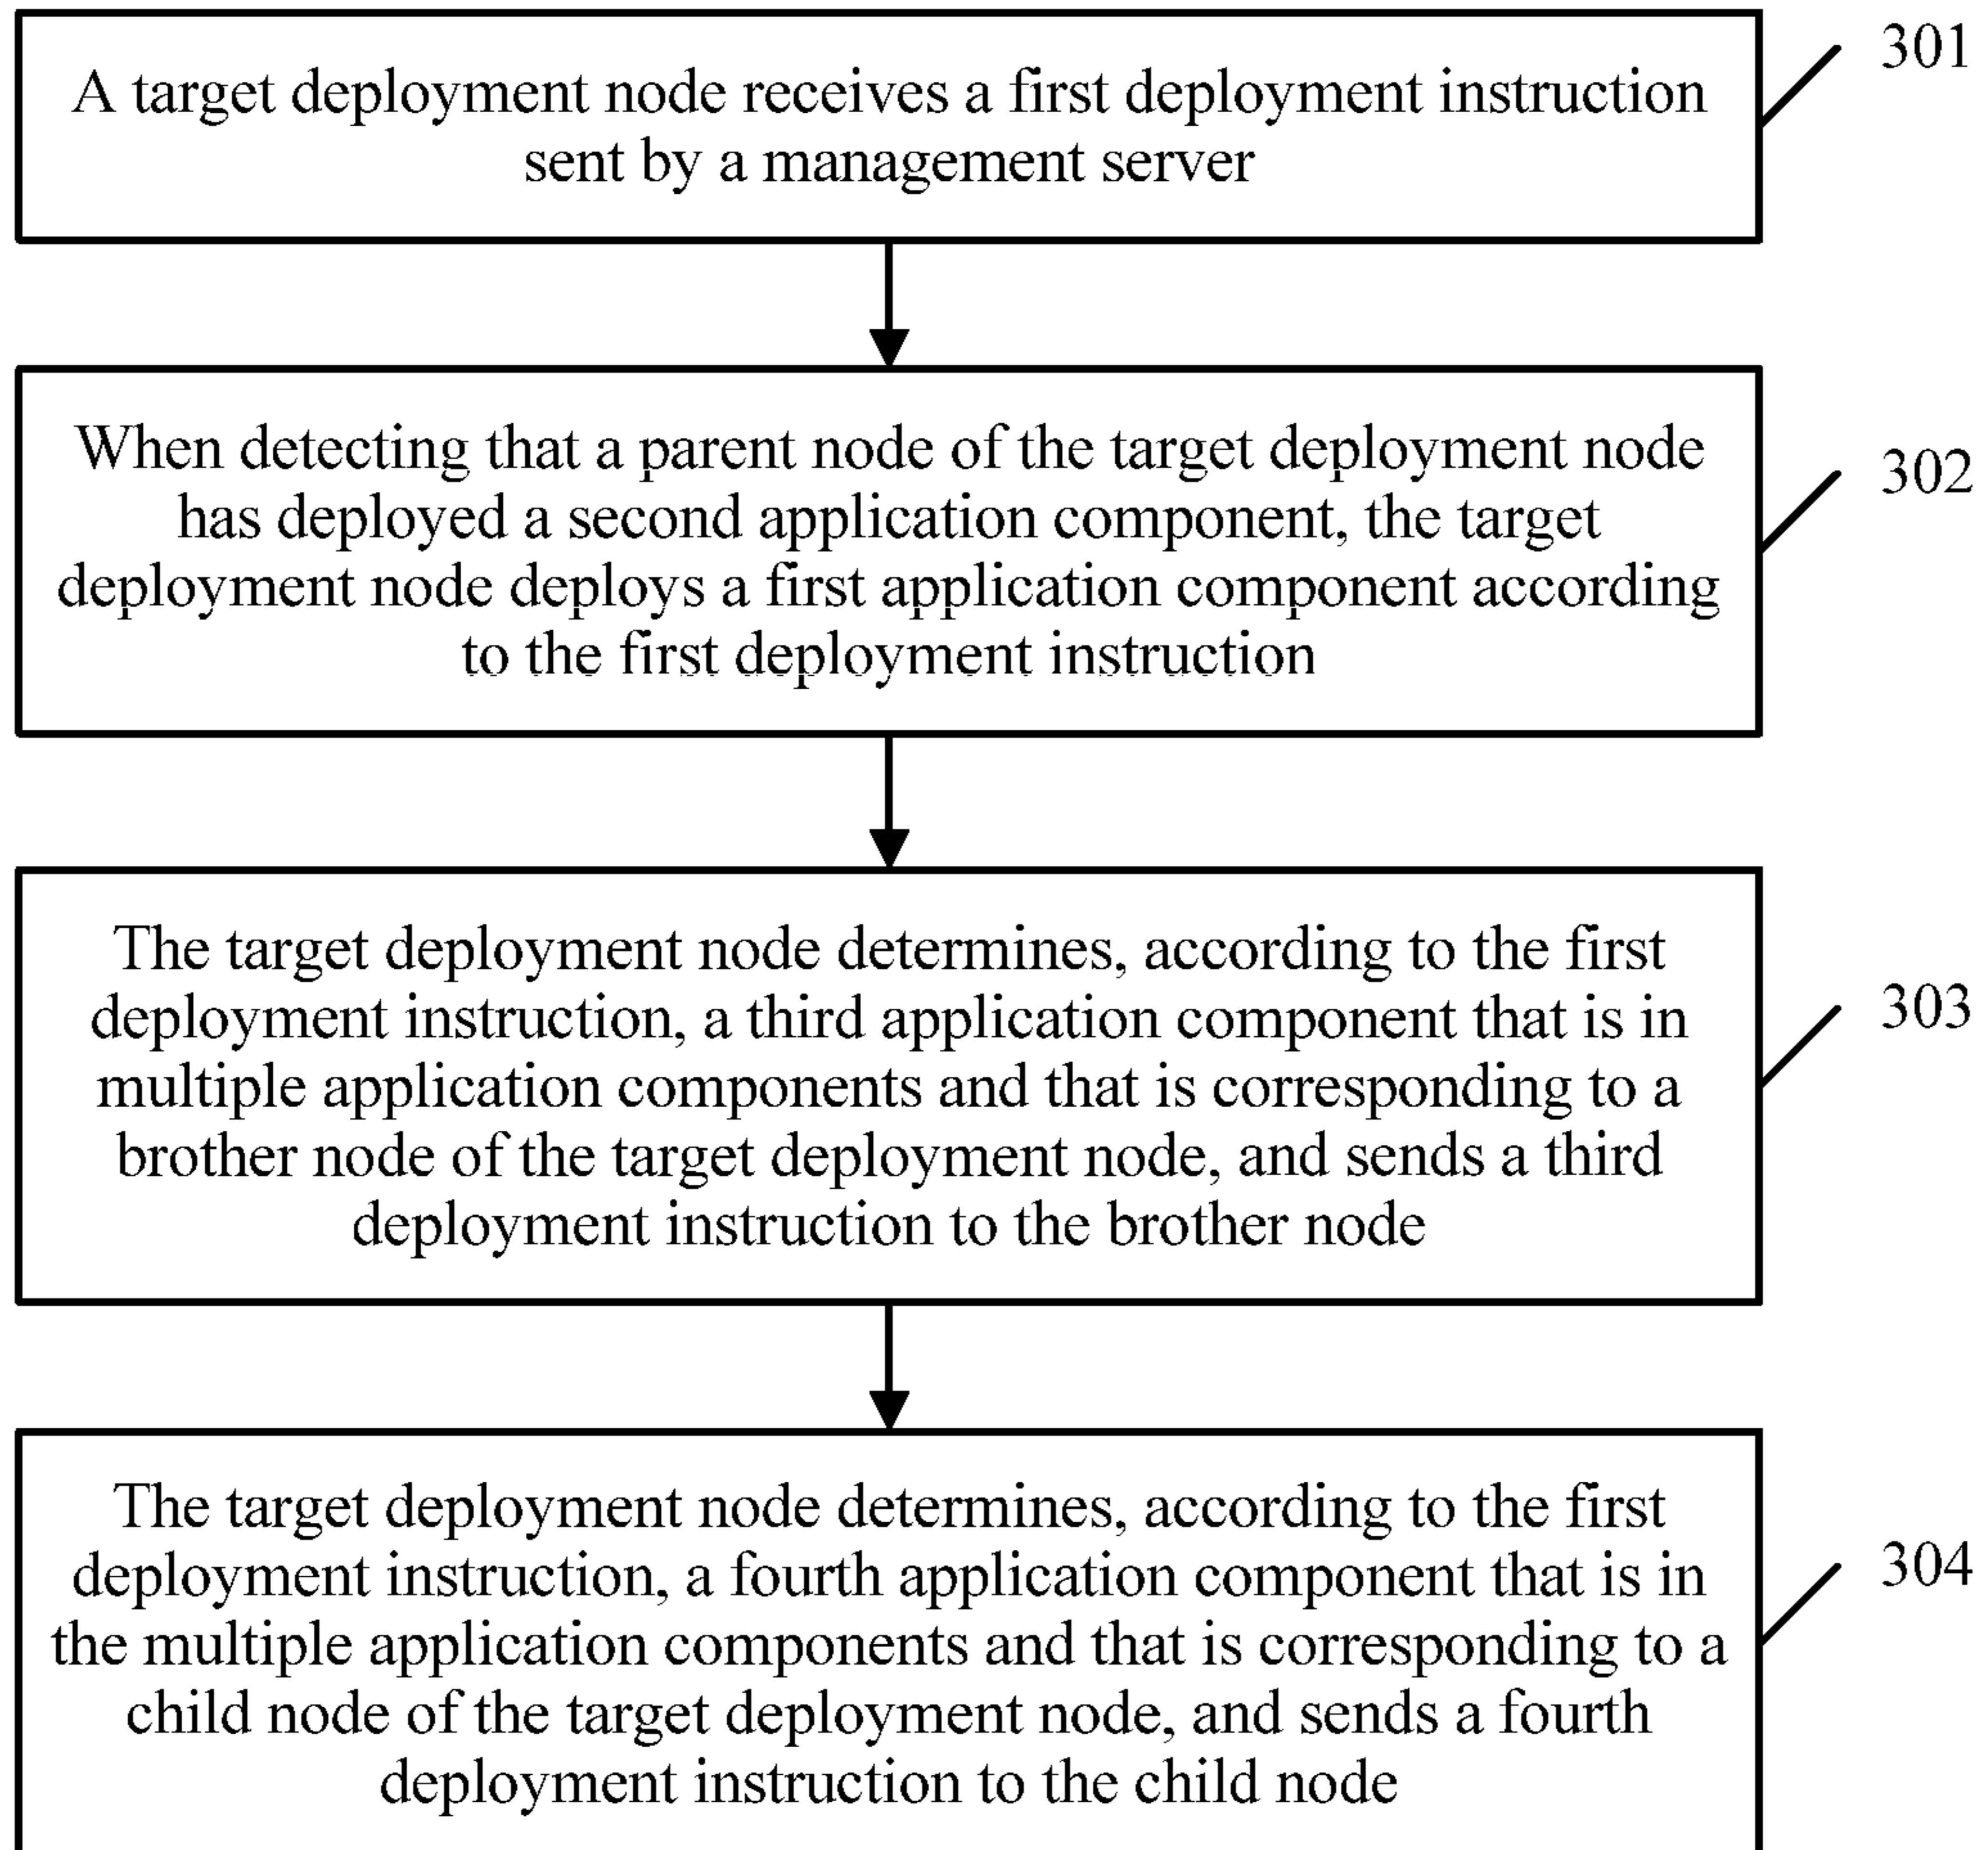 A target deployment node receives a first deployment instruction
sent by a management server
301
When detecting that a parent node of the target deployment node
has deployed a second application component, the target
deployment node deploys a first application component according
to the first deployment instruction
302
The target deployment node determines, according to the first
deployment instruction, a third application component that is in
multiple application components and that is corresponding to a
brother node of the target deployment node, and sends a third
deployment instruction to the brother node
303
The target deployment node determines, according to the first
deployment instruction, a fourth application component that is in
the multiple application components and that is corresponding to a
child node of the target deployment node, and sends a fourth
deployment instruction to the child node
304